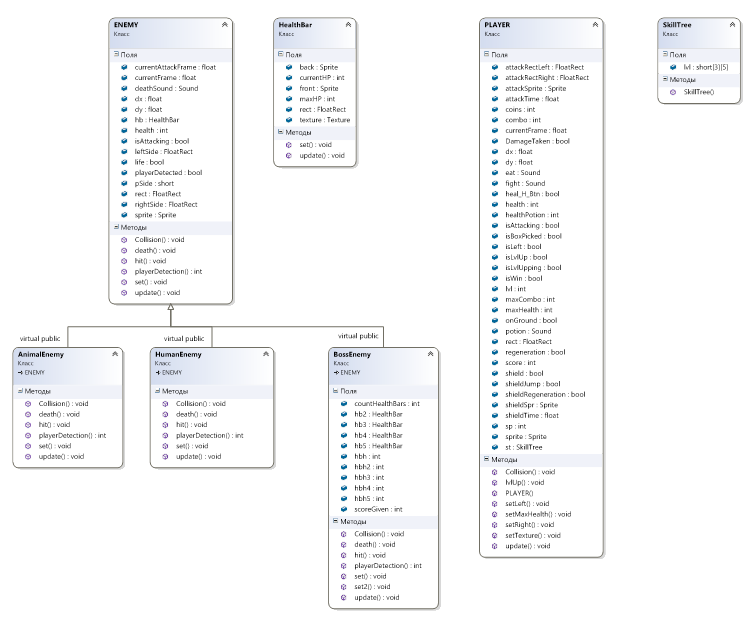 ENEMY
Класс
Поля
currentAttackFrame : float
currentFrame : float
deathSound : Sound
dx : float
dy : float
hb : HealthBar
health : int
isAttacking : bool
leftSide : FloatRect
life : bool
playerDetected : bool
pSide : short
rect : FloatRect
rightSide : FloatRect
sprite : Sprite
Методы
Collision() : void
death() : void
hit() : void
playerDetection() : int
set() : void
update() : void
HealthBar
Класс
Поля
back : Sprite
currentHP : int
front : Sprite
maxHP : int
rect : FloatRect
texture : Texture
Методы
set() : void
update() : void
PLAYER
Класс
Поля
attackRectLeft : FloatRect
attackRectRight : FloatRect
attackSprite : Sprite
attackTime : float
coins : int
combo : int
currentFrame : float
DamageTaken : bool
dx : float
dy : float
eat : Sound
fight : Sound
heal_H_Btn : bool
health : int
healthPotion : int
isAttacking : bool
isBoxPicked : bool
isLeft : bool
isLvlUp : bool
isLvlUpping : bool
isWin : bool
lvl : int
maxCombo : int
maxHealth : int
onGround : bool
potion : Sound
rect : FloatRect
regeneration : bool
score : int
shield : bool
shieldJump : bool
shieldRegeneration : bool
shieldSpr : Sprite
shieldTime : float
sp : int
sprite : Sprite
st : SkillTree
Методы
Collision() : void
lvlUp() : void
PLAYER()
setLeft() : void
setMaxHealth() : void
setRight() : void
setTexture() : void
update() : void
SkillTree
Класс
Поля
lvl : short[3][5]
Методы
SkillTree()
virtual public
virtual public
virtual public
AnimalEnemy
Класс
ENEMY
Методы
Collision() : void
death() : void
hit() : void
playerDetection() : int
set() : void
update() : void
HumanEnemy
Класс
ENEMY
Методы
Collision() : void
death() : void
hit() : void
playerDetection() : int
set() : void
update() : void
BossEnemy
Класс
ENEMY
Поля
countHealthBars : int
hb2 : HealthBar
hb3 : HealthBar
hb4 : HealthBar
hb5 : HealthBar
hbh : int
hbh2 : int
hbh3 : int
hbh4 : int
hbh5 : int
scoreGiven : int
Методы
Collision() : void
death() : void
hit() : void
playerDetection() : int
set() : void
set2() : void
update() : void